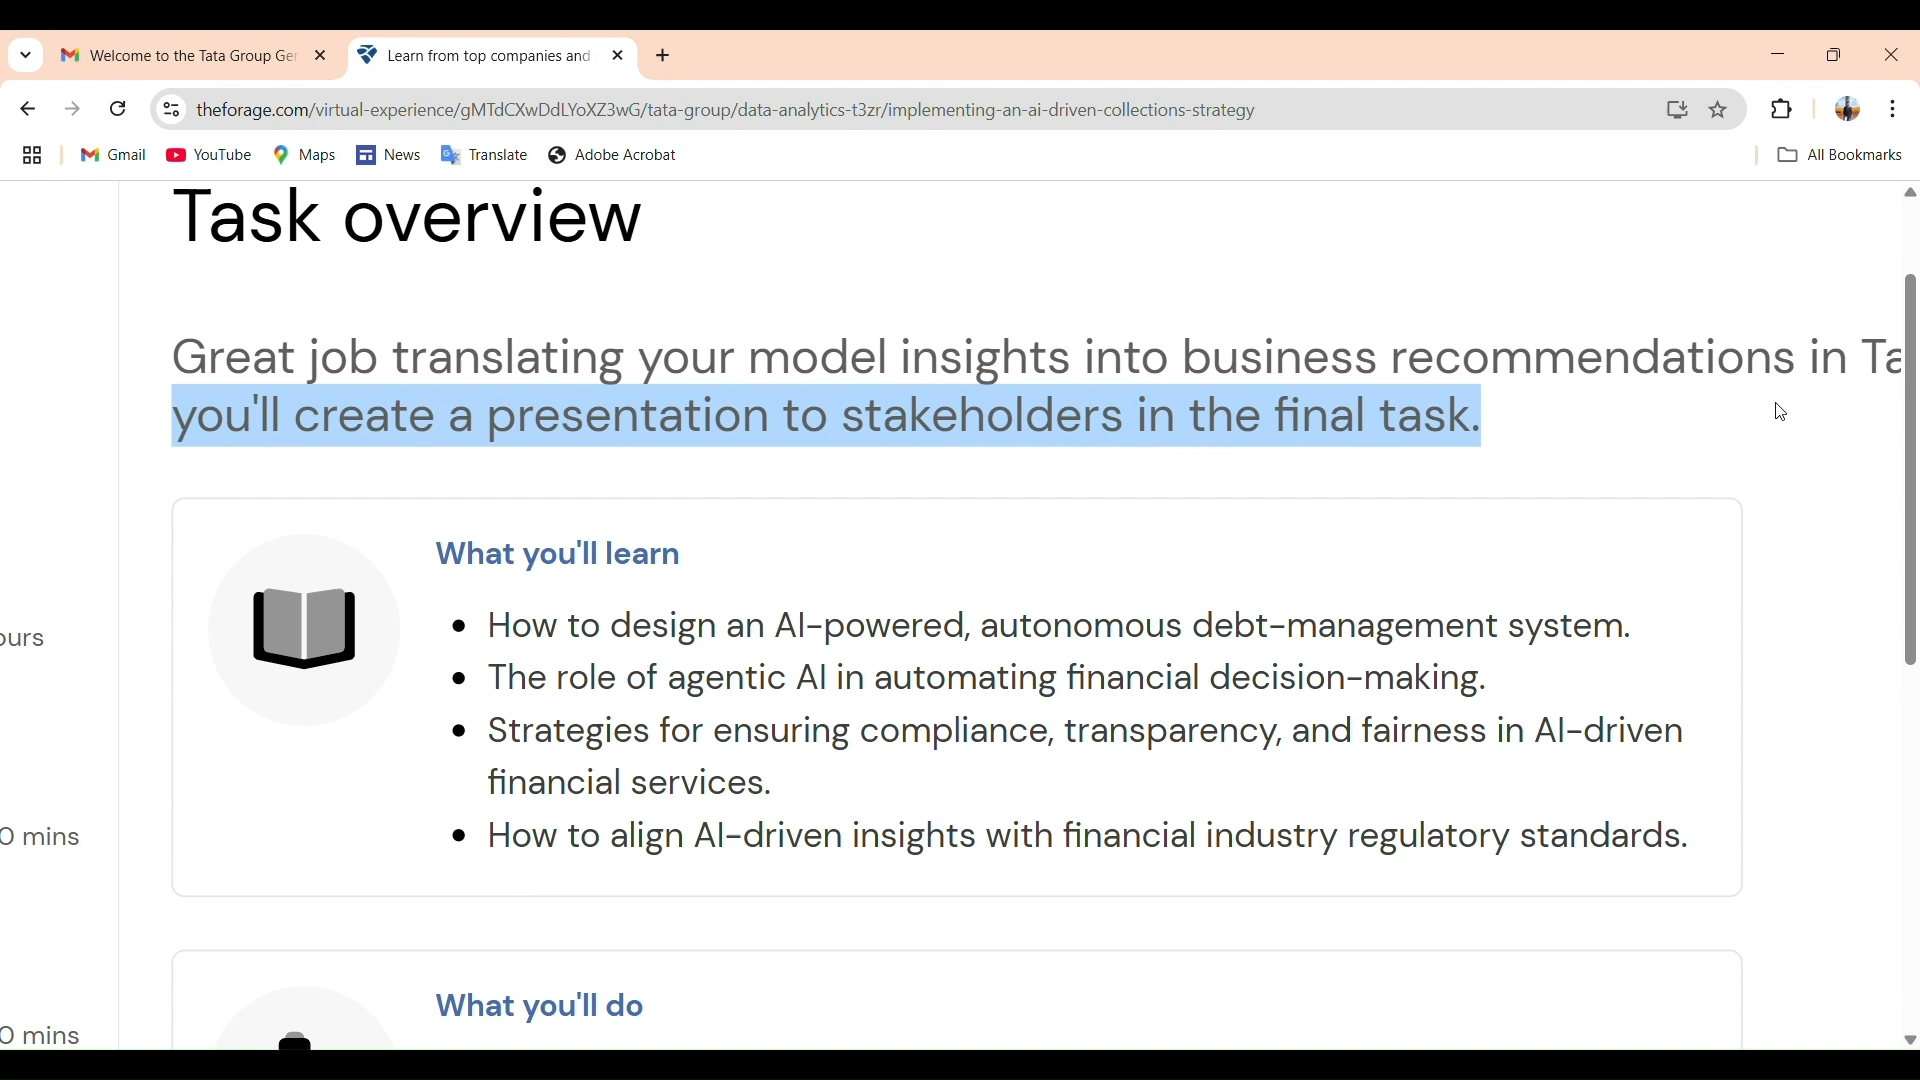 Welcome to the Tata Group Ger
Learn from top companies and
theforage.com/virtual-experience/gMTdCXwDdLYoXZ3wG/tata-group/data-analytics-t3zr/implementing-an-ai-driven-collections-strategy
Gmail
YouTube
Maps
News
Translate
Adobe Acrobat
All Bookmarks
Task overview
Great job translating your model insights into business recommendations in Ta
you'll create a presentation to stakeholders in the final task.
What you'll learn
• How to design an AI-powered, autonomous debt-management system.
• The role of agentic AI in automating financial decision-making.
• Strategies for ensuring compliance, transparency, and fairness in AI-driven
financial services.
• How to align AI-driven insights with financial industry regulatory standards.
What you'll do
ours
0 mins
0 mins